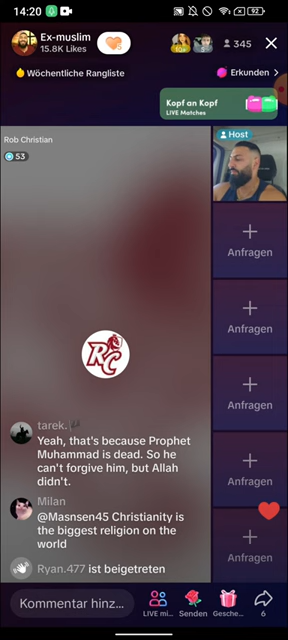 14:20
92
Ex-muslim
15.8K Likes
345
Wöchentliche Rangliste
Erkunden
Kopf an Kopf
LIVE Matches
Rob Christian
53
Host
RC
Anfragen
Anfragen
Anfragen
Anfragen
Anfragen
tarek.
Yeah, that's because Prophet
Muhammad is dead. So he
can't forgive him, but Allah
didn't.
Milan
@Masnsen45 Christianity is
the biggest religion on the
world
Ryan.477 ist beigetreten
Kommentar hinz...
LIVE mi...
Senden
Gesche...
6